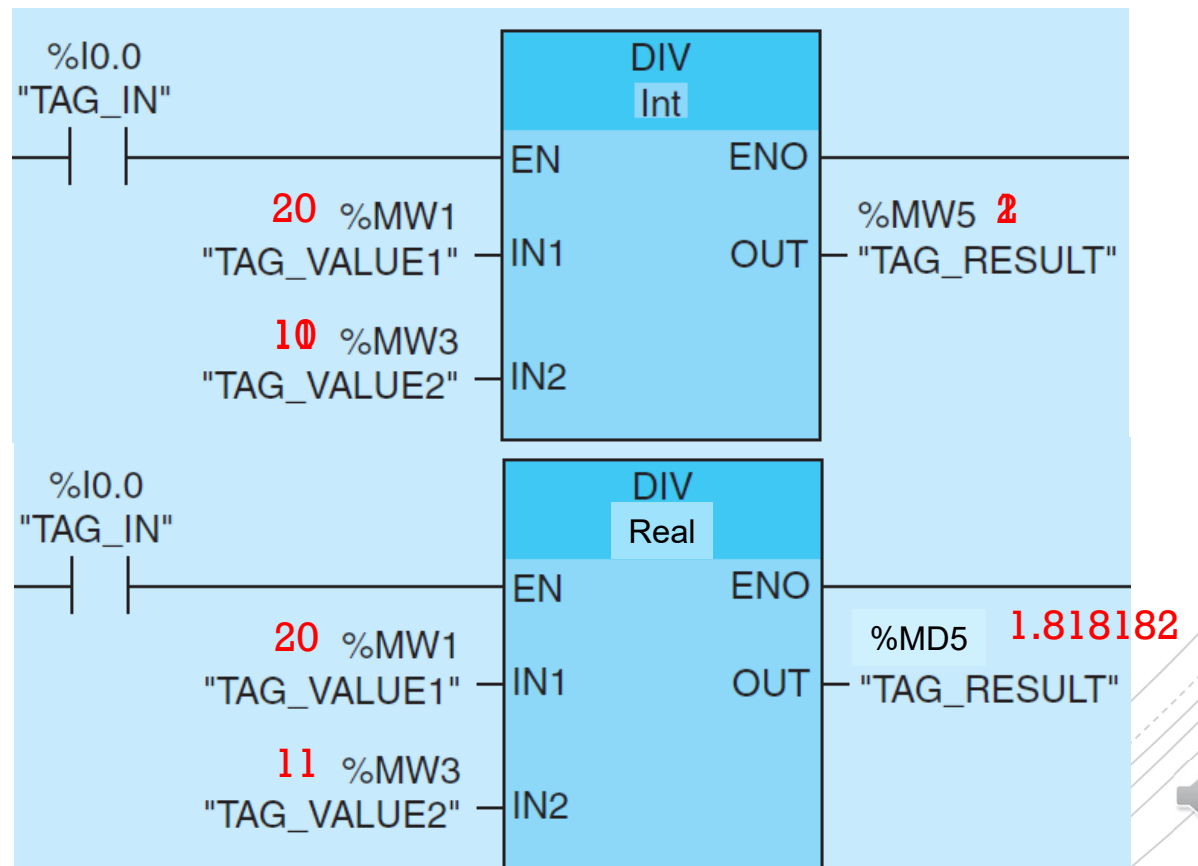 %I0.0
"TAG_IN"
DIV
Int
EN ENO
20 %MW1
"TAG_VALUE1" IN1
OUT %MW5
"TAG_RESULT"
%MW3
"TAG_VALUE2" IN2
%I0.0
"TAG_IN"
DIV
Real
EN ENO
20 %MW1
"TAG_VALUE1" IN1
OUT %MD5 1.818182
"TAG_RESULT"
11 %MW3
"TAG_VALUE2" IN2